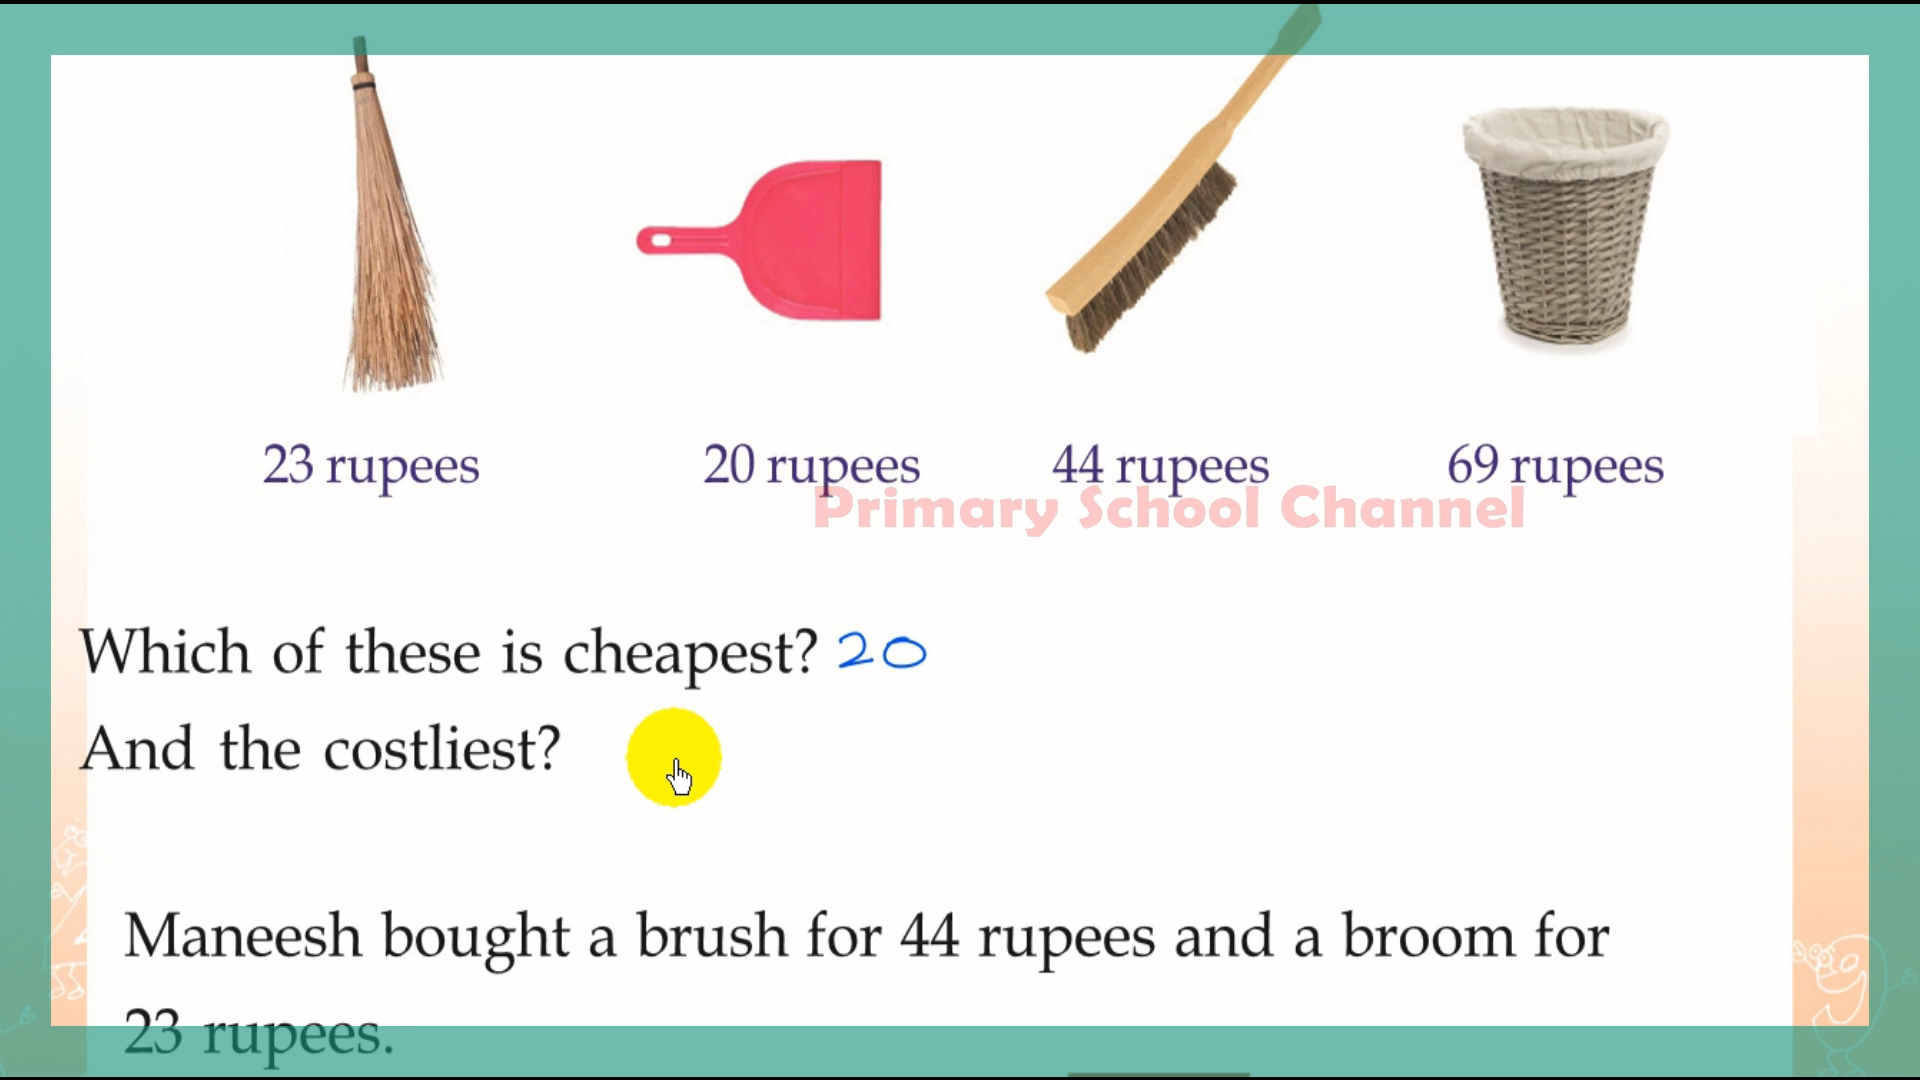 23 rupees 20 rupees 44 rupees 69 rupees
Primary School Channel
Which of these is cheapest? 20
And the costliest?
Maneesh bought a brush for 44 rupees and a broom for
23 rupees.